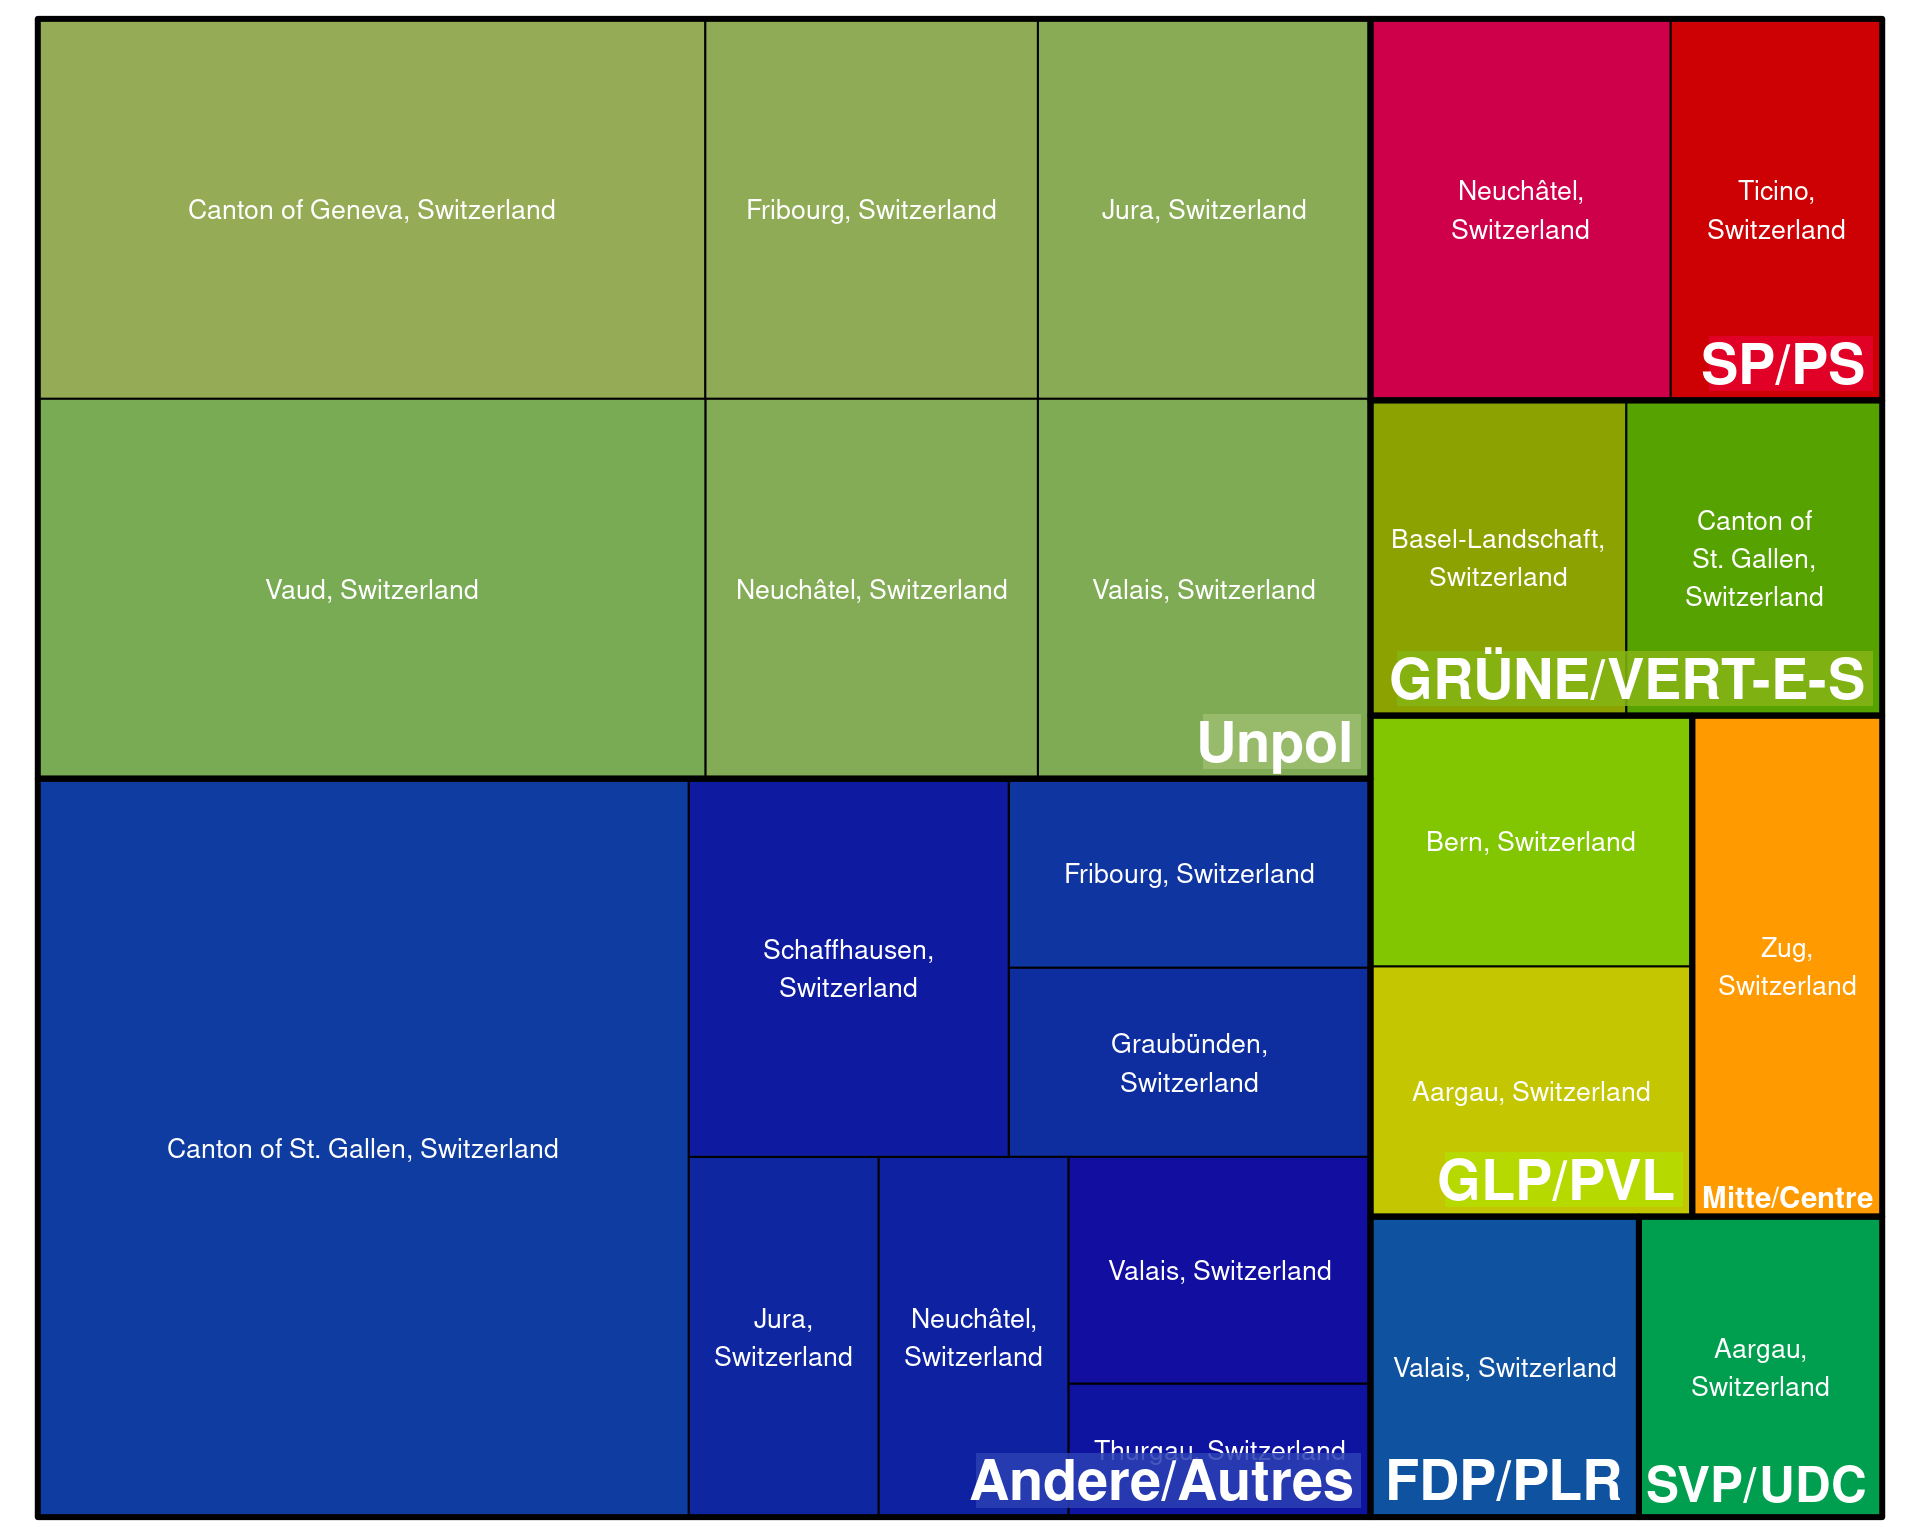 Canton of Geneva, Switzerland
Fribourg, Switzerland
Jura, Switzerland
Vaud, Switzerland
Neuchâtel, Switzerland
Valais, Switzerland
Unpol
Canton of St. Gallen, Switzerland
Schaffhausen,
Switzerland
Fribourg, Switzerland
Graubünden,
Switzerland
Jura,
Switzerland
Neuchâtel,
Switzerland
Valais, Switzerland
Thurgau, Switzerland
Andere/Autres
Neuchâtel,
Switzerland
Ticino,
Switzerland
SP/PS
Basel-Landschaft,
Switzerland
Canton of
St. Gallen,
Switzerland
GRÜNE/VERT-E-S
Bern, Switzerland
Aargau, Switzerland
GLP/PVL
Zug,
Switzerland
Mitte/Centre
Valais, Switzerland
FDP/PLR
Aargau,
Switzerland
SVP/UDC